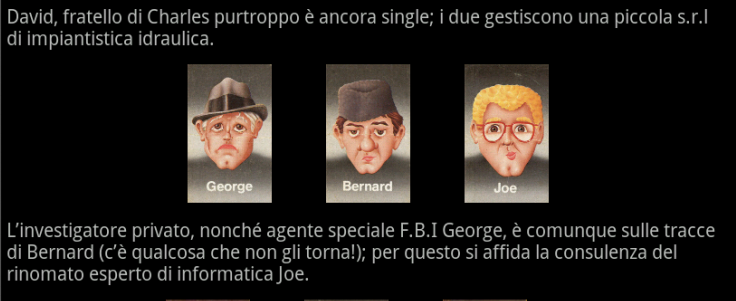 David, fratello di Charles purtroppo è ancora single; i due gestiscono una piccola s.r.l
di impiantistica idraulica.
George
Bernard
Joe
L'investigatore privato, nonché agente speciale F.B.I George, è comunque sulle tracce
di Bernard (c'è qualcosa che non gli torna!); per questo si affida la consulenza del
rinomato esperto di informatica Joe.